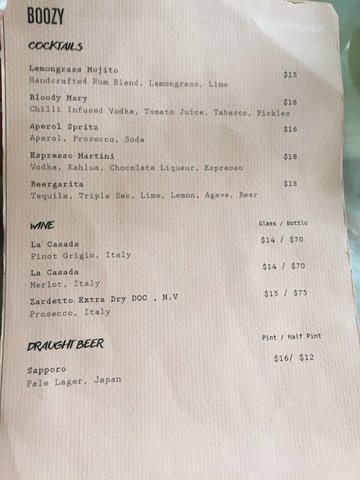 BOOZY
COCKTAILS
Lemongrass Mojito $15
Handcrafted Rum Blend, Lemongrass, Lime
Bloody Mary $16
Chilli Infused Vodka, Tomato Juice, Tabasco, Pickles
Aperol Spritz $16
Aperol, Prosecco, Soda
Espresso Martini $18
Vodka, Kahlua, Chocolate Liqueur, Espresso
Beergarita $18
Tequila, Triple Sec, Lime, Lemon, Agave, Beer
WINE Glass / Bottle
La Casada $14 / $70
Pinot Grigio, Italy
La Casada $14 / $70
Merlot, Italy
Zardetto Extra Dry DOC , N.V $15 / $75
Prosecco, Italy
DRAUGHT BEER Pint / Half Pint
Sapporo $16/ $12
Pale Lager, Japan